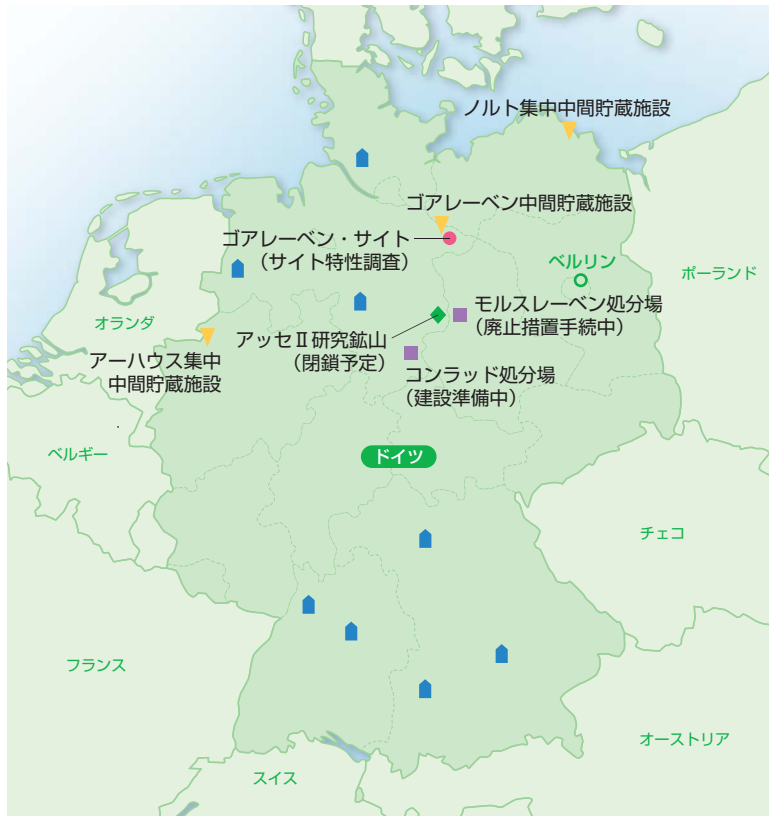 ノルト集中中間貯蔵施設
ゴアレーベン中間貯蔵施設
ゴアレーベン・サイト
（サイト特性調査）
ベルリン
ポーランド
オランダ
モルスレーベン処分場
（廃止措置手続中）
アッセⅡ研究鉱山
（閉鎖予定）
アーハウス集中
中間貯蔵施設
コンラッド処分場
（建設準備中）
ベルギー
ドイツ
チェコ
フランス
オーストリア
スイス